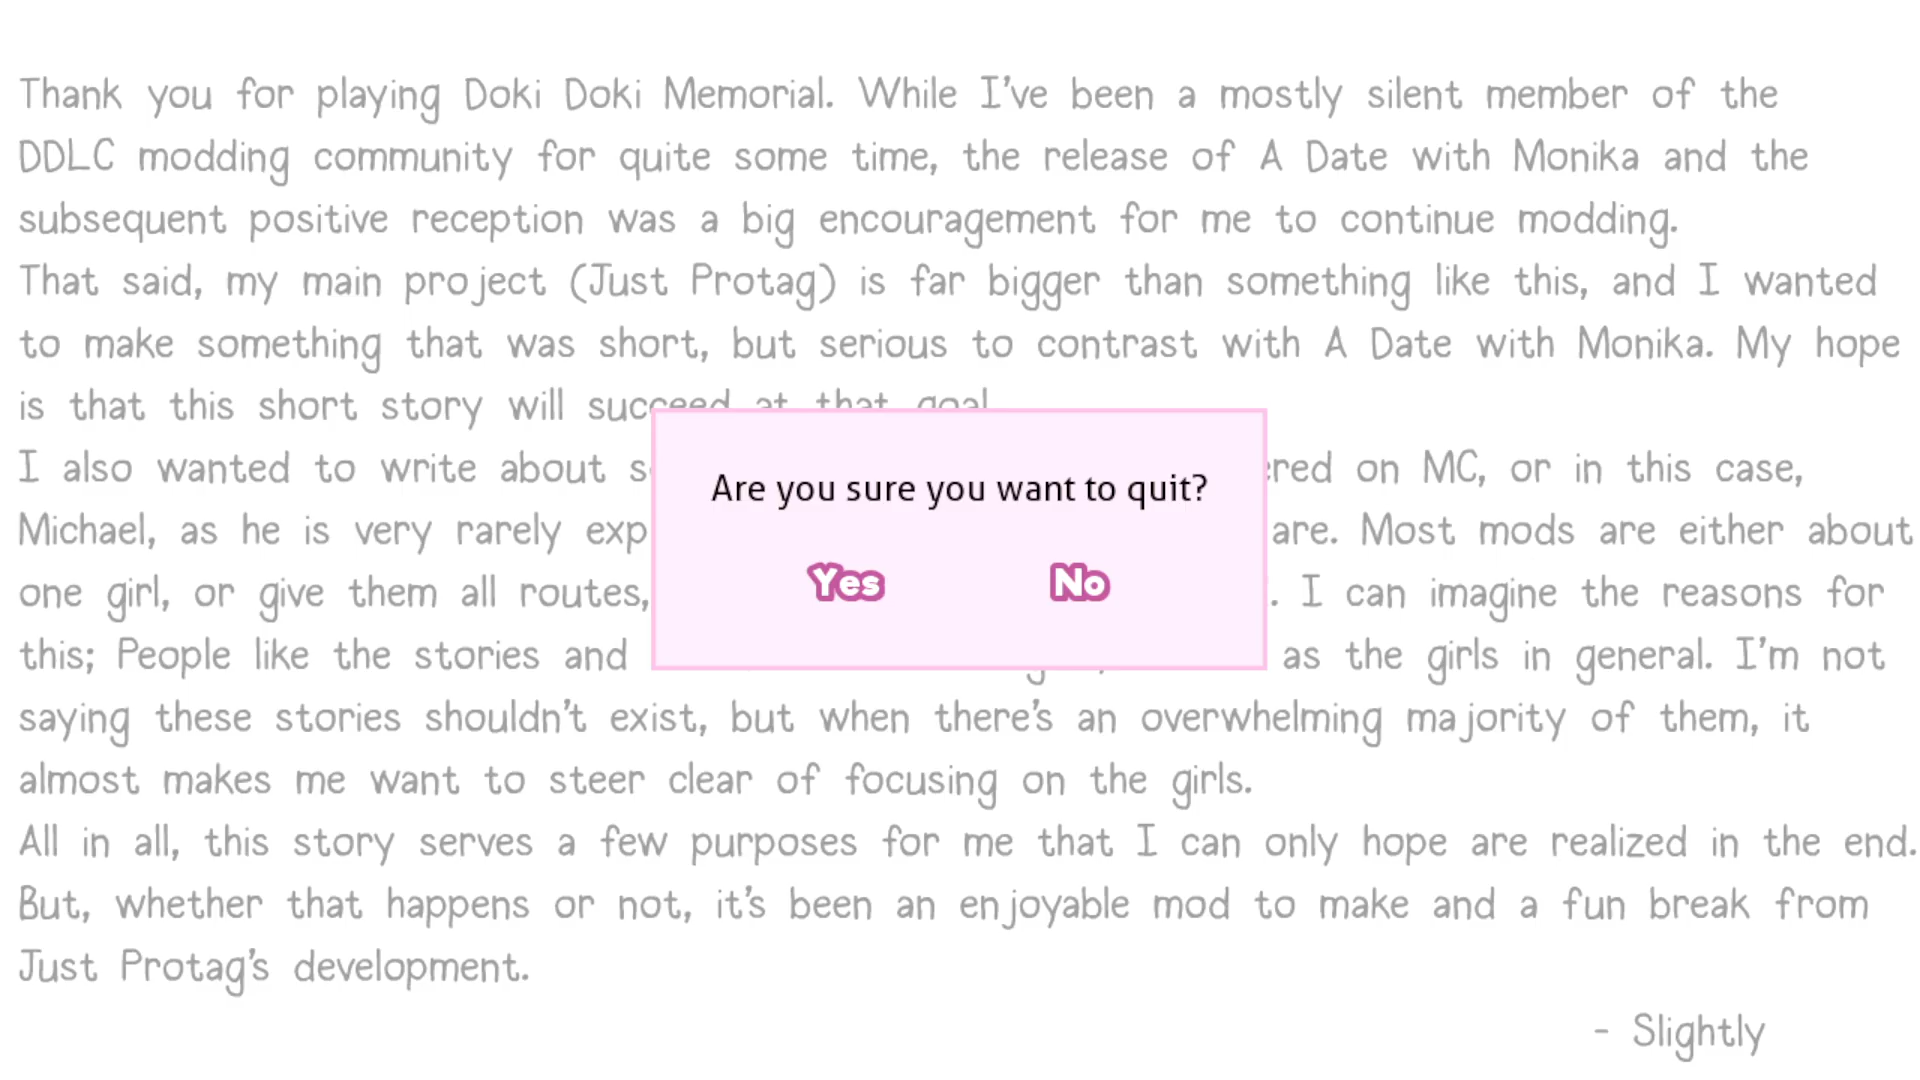 Thank you for playing Doki Doki Memorial. While I've been a mostly silent member of the
DDLC modding community for quite some time, the release of A Date with Monika and the
subsequent positive reception was a big encouragement for me to continue modding.
That said, my main project (Just Protag) is far bigger than something like this, and I wanted
to make something that was short, but serious to contrast with A Date with Monika. My hope
is that this short story will succeed at that goal
I also wanted to write about
Are you sure you want to quit?
on MC, or in this case,
Michael, as he is very rarely
are. Most mods are either about
Yes No
one girl, or give them all routes,
. I can imagine the reasons for
this; People like the stories and
as the girls in general. I'm not
saying these stories shouldn't exist, but when there's an overwhelming majority of them, it
almost makes me want to steer clear of focusing on the girls.
All in all, this story serves a few purposes for me that I can only hope are realized in the end.
But, whether that happens or not, it's been an enjoyable mod to make and a fun break from
Just Protag's development.
- Slightly